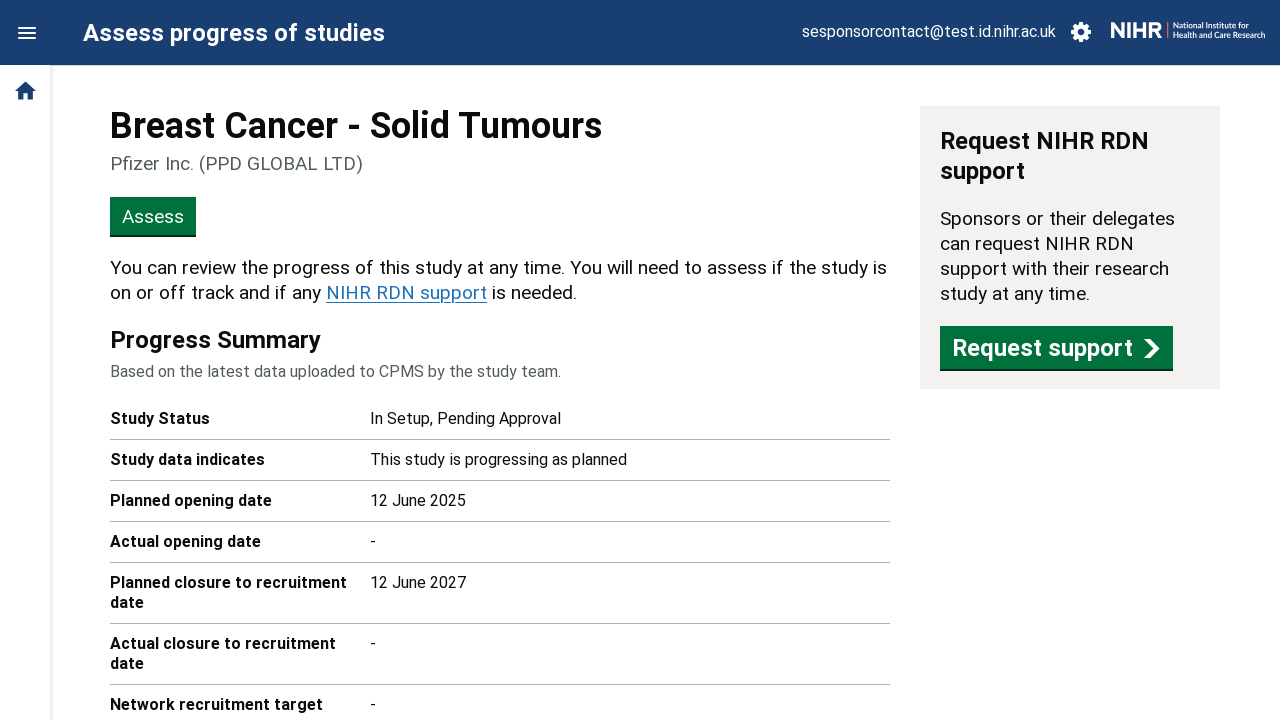 Assess progress of studies
sesponsorcontact@test.id.nihr.ac.uk
NIHR | National Institute for
Health and Care Research
Breast Cancer - Solid Tumours
Pfizer Inc. (PPD GLOBAL LTD)
Assess
You can review the progress of this study at any time. You will need to assess if the study is
on or off track and if any NIHR RDN support is needed.
Progress Summary
Based on the latest data uploaded to CPMS by the study team.
Study Status In Setup, Pending Approval
Study data indicates This study is progressing as planned
Planned opening date 12 June 2025
Actual opening date -
Planned closure to recruitment 12 June 2027
date
Actual closure to recruitment -
date
Network recruitment target -
Request NIHR RDN
support
Sponsors or their delegates
can request NIHR RDN
support with their research
study at any time.
Request support